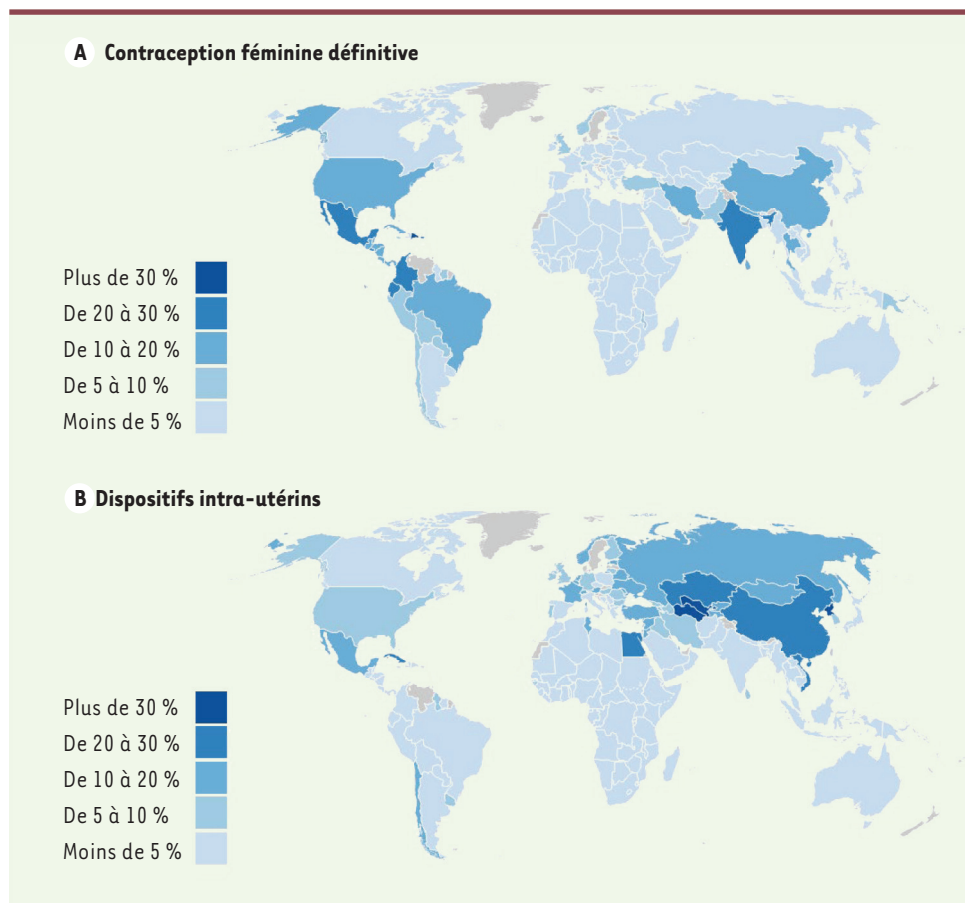 A Contraception féminine définitive
Plus de 30 %
De 20 à 30 %
De 10 à 20 %
De 5 à 10 %
Moins de 5 %
B Dispositifs intra-utérins
Plus de 30 %
De 20 à 30 %
De 10 à 20 %
De 5 à 10 %
Moins de 5 %